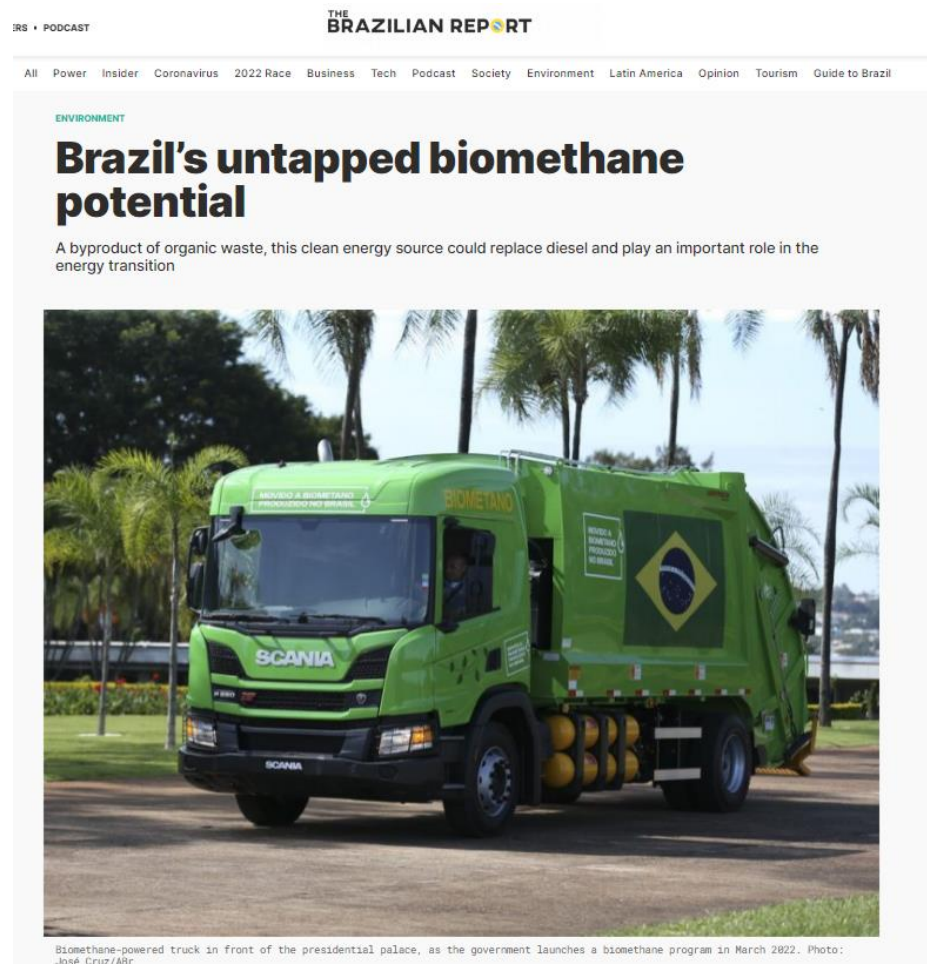 ERS • PODCAST
THE
BRAZILIAN REPORT
All Power Insider Coronavirus 2022 Race Business Tech Podcast Society Environment Latin America Opinion Tourism Guide to Brazil
ENVIRONMENT
Brazil’s untapped biomethane
potential
A byproduct of organic waste, this clean energy source could replace diesel and play an important role in the
energy transition
MOVIDO A BIOMETANO
PRODUZIDO NO BRASIL
BIOMETANO
MOVIDO A
BIOMETANO
PRODUZIDO
NO BRASIL
SCANIA
SCANIA
Biomethane-powered truck in front of the presidential palace, as the government launches a biomethane program in March 2022. Photo:
José Cruz/ABr